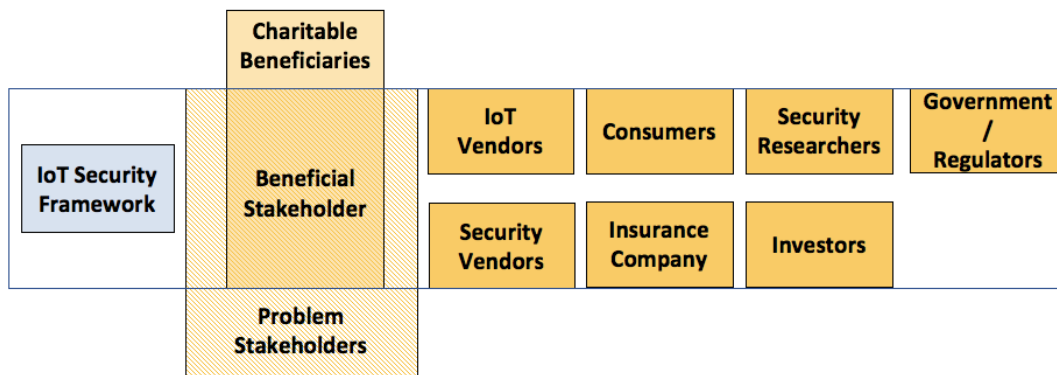 Charitable
Beneficiaries
IoT Security
Framework
Beneficial
Stakeholder
Problem
Stakeholders
IoT
Vendors
Consumers
Security
Researchers
Government
/
Regulators
Security
Vendors
Insurance
Company
Investors